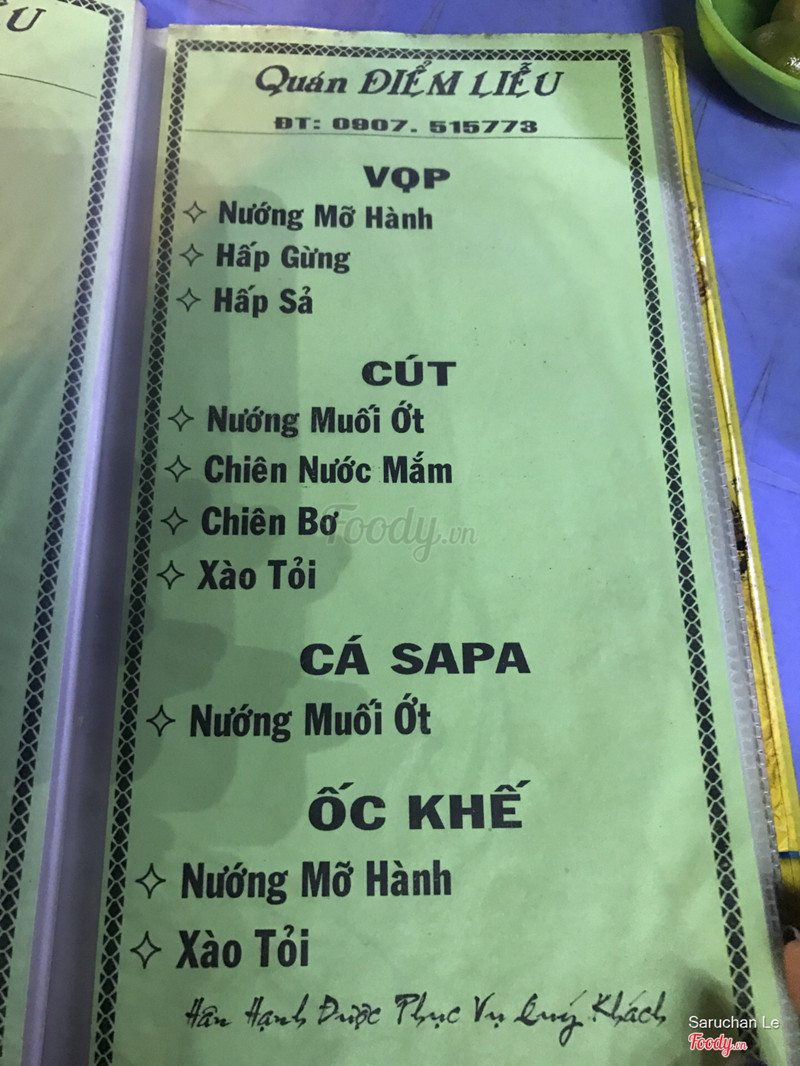 Quán ĐIỂM LIỄU
ĐT: 0907. 515773
VỌP
Nướng Mỡ Hành
Hấp Gừng
Hấp Sả
CÚT
Nướng Muối Ớt
Chiên Nước Mắm
Chiên Bơ
Xào Tỏi
CÁ SAPA
Nướng Muối Ớt
ỐC KHẾ
Nướng Mỡ Hành
Xào Tỏi
Hân Hạnh Được Phục Vụ Quý Khách
Foody.vn
Saruchan Le
Foody.vn